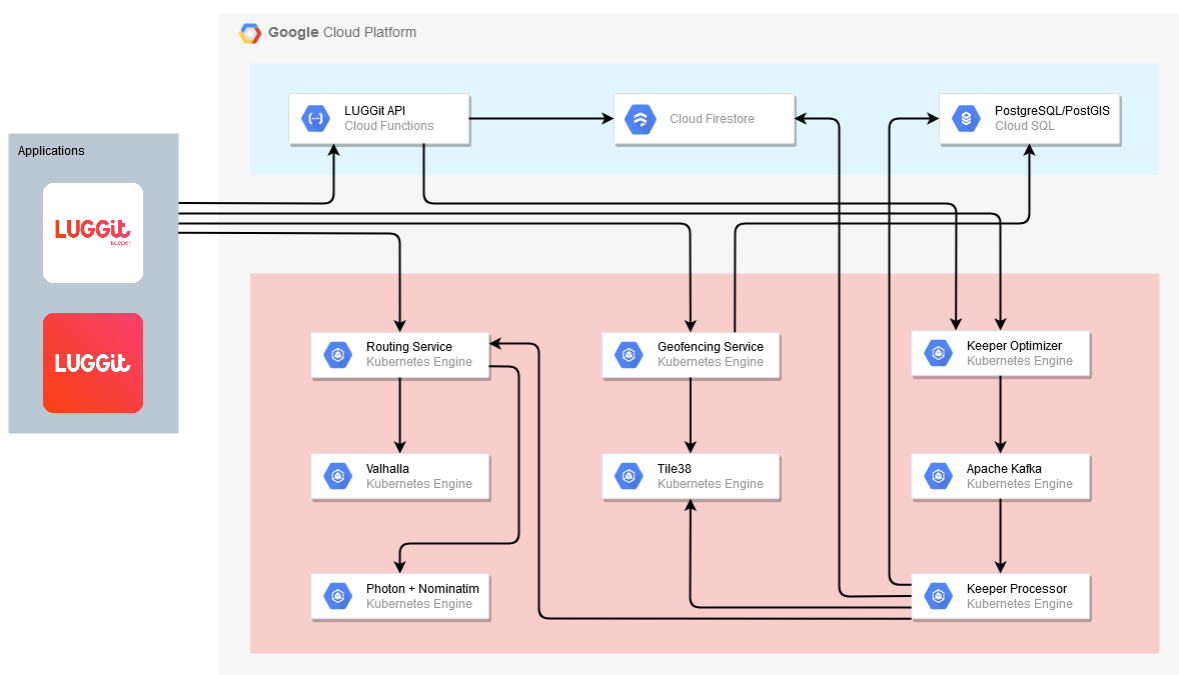 Google Cloud Platform
LUGGit API
Cloud Functions
Cloud Firestore
PostgreSQL/PostGIS
Cloud SQL
Applications
LUGGit
Keeper
LUGGit
Routing Service
Kubernetes Engine
Geofencing Service
Kubernetes Engine
Keeper Optimizer
Kubernetes Engine
Valhalla
Kubernetes Engine
Tile38
Kubernetes Engine
Apache Kafka
Kubernetes Engine
Photon + Nominatim
Kubernetes Engine
Keeper Processor
Kubernetes Engine